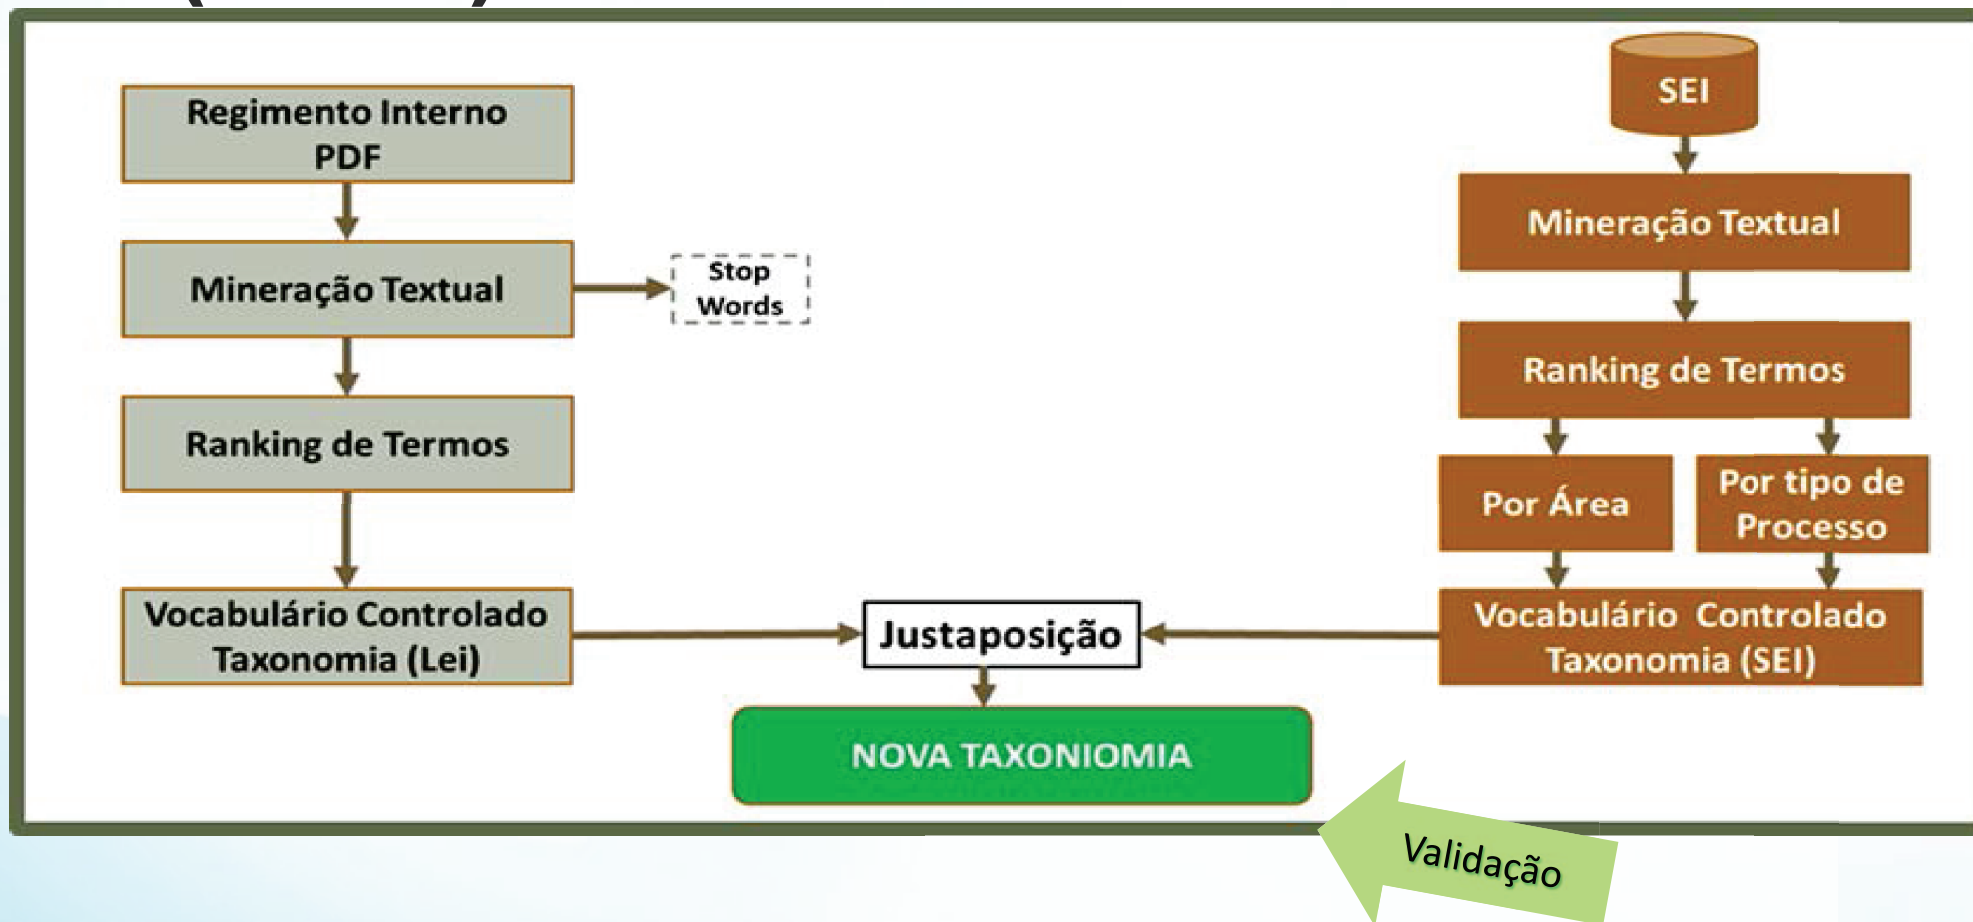 Regimento Interno
PDF
Mineração Textual
Stop
Words
Ranking de Termos
Vocabulário Controlado
Taxonomia (Lei)
Justaposição
NOVA TAXONIOMIA
SEI
Mineração Textual
Ranking de Termos
Por Área
Por tipo de
Processo
Vocabulário Controlado
Taxonomia (SEI)
Validação